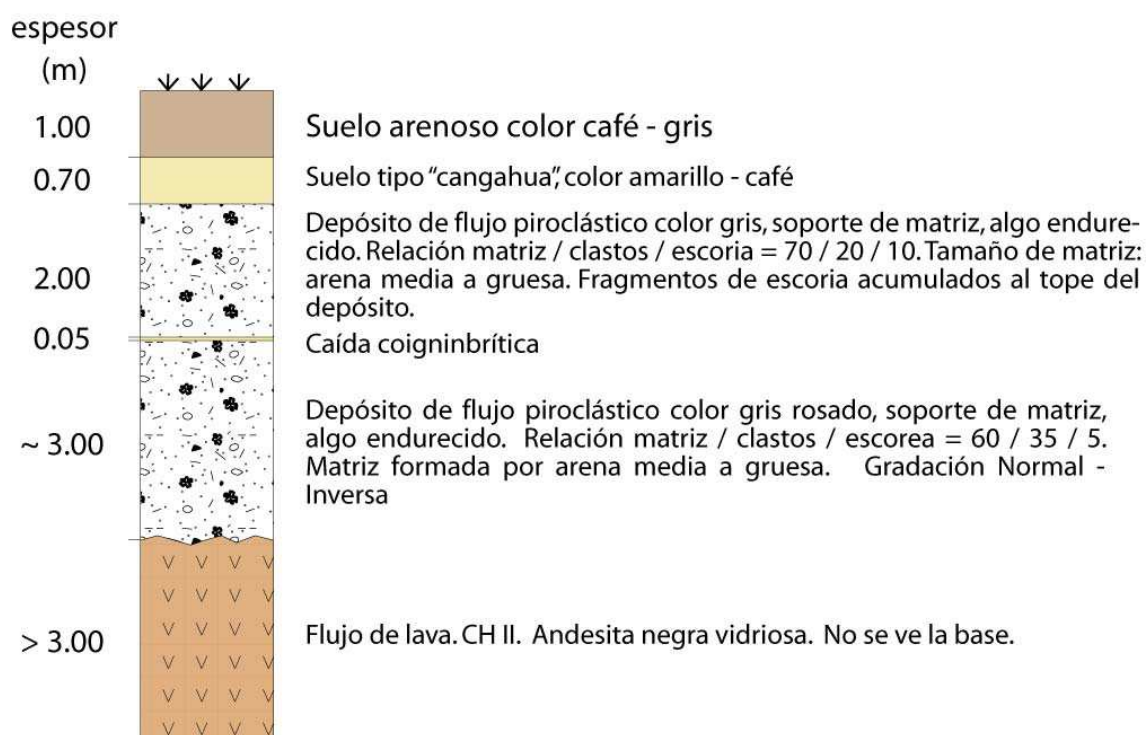 espesor
(m)
1.00
Suelo arenoso color café - gris
0.70
Suelo tipo “cangahua”, color amarillo - café
2.00
Depósito de flujo piroclástico color gris, soporte de matriz, algo endure-
cido. Relación matriz / clastos / escoria = 70 / 20 / 10. Tamaño de matriz:
arena media a gruesa. Fragmentos de escoria acumulados al tope del
depósito.
0.05
Caída coigninbrítica
~ 3.00
Depósito de flujo piroclástico color gris rosado, soporte de matriz,
algo endurecido. Relación matriz / clastos / escorea = 60 / 35 / 5.
Matriz formada por arena media a gruesa. Gradación Normal -
Inversa
> 3.00
Flujo de lava. CH II. Andesita negra vidriosa. No se ve la base.